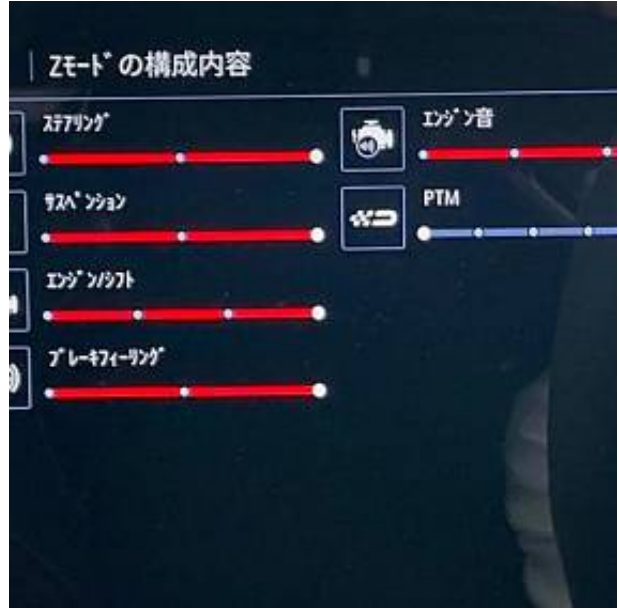 Zﾓｰﾄﾞの構成内容
ｽﾃｱﾘﾝｸﾞ
ｻｽﾍﾟﾝｼｮﾝ
ｴﾝｼﾞﾝ/ｼﾌﾄ
ﾌﾞﾚｰｷﾌｨｰﾘﾝｸﾞ
ｴﾝｼﾞﾝ音
PTM